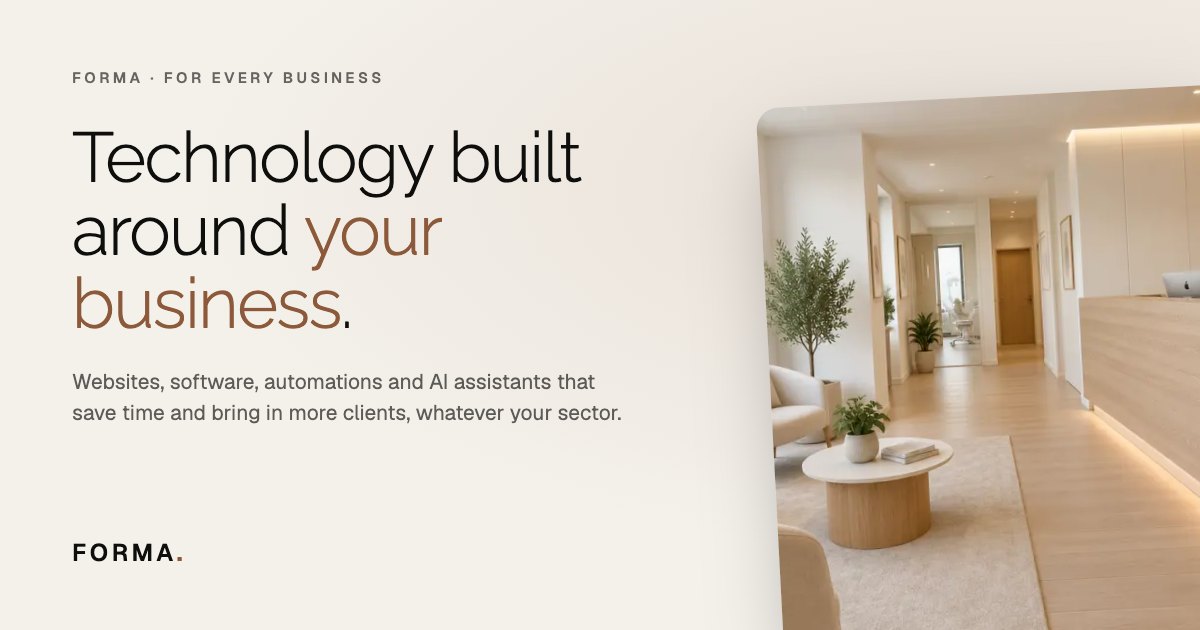 FORMA · FOR EVERY BUSINESS
Technology built
around your
business.
Websites, software, automations and AI assistants that
save time and bring in more clients, whatever your sector.
FORMA.